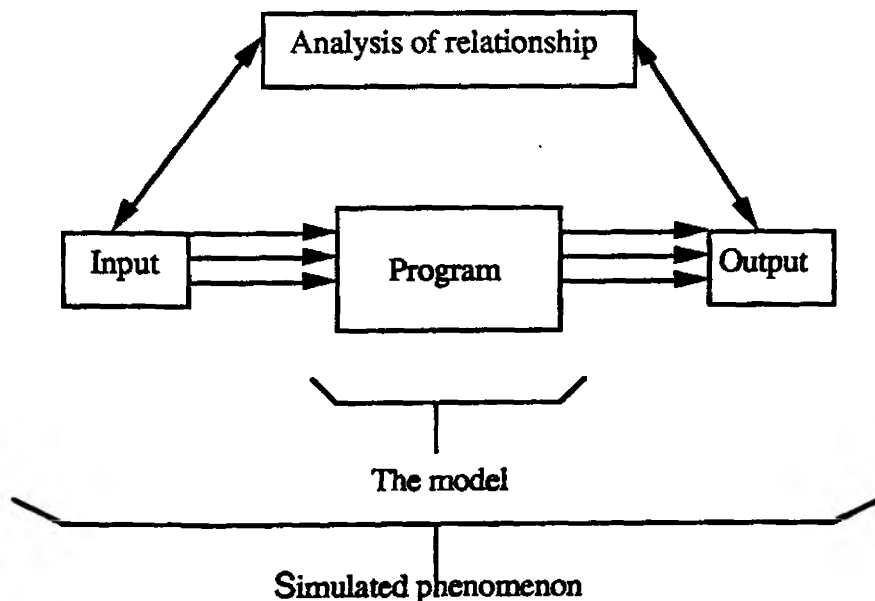 Analysis of relationship
Input
Program
Output
The model
Simulated phenomenon